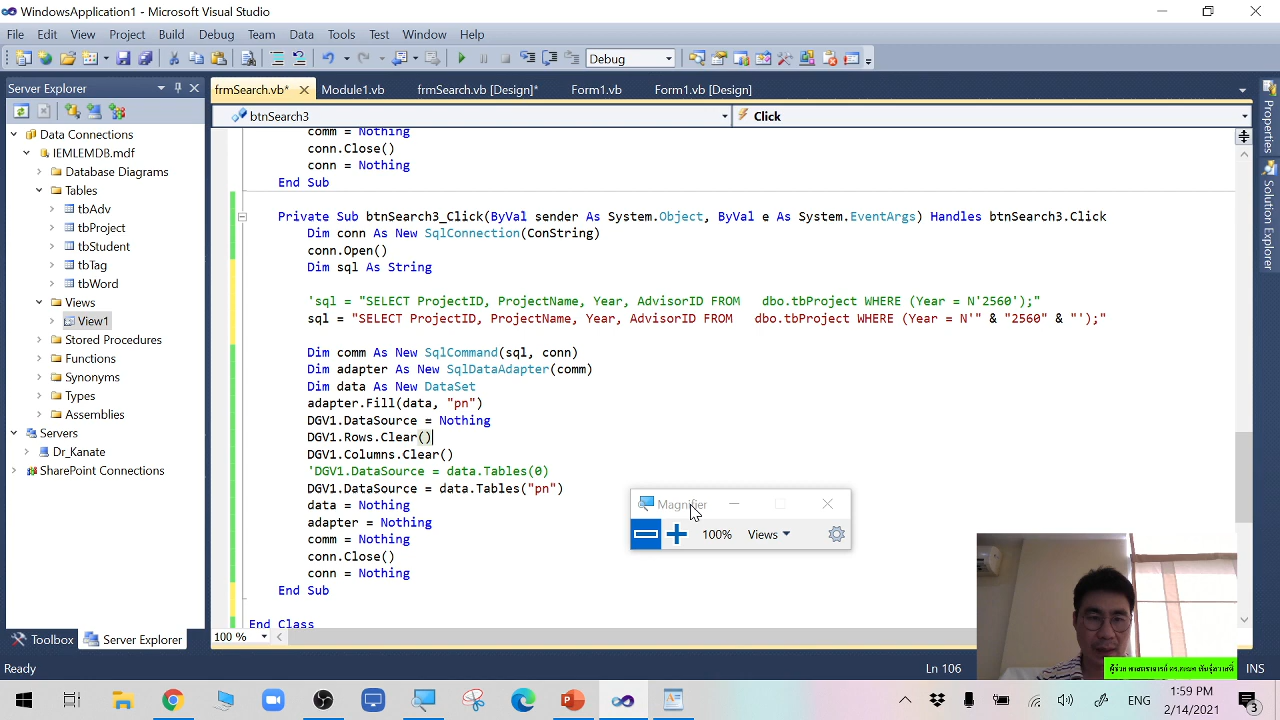 WindowsApplication1 - Microsoft Visual Studio
File Edit View Project Build Debug Team Data Tools Test Window Help
Debug
Server Explorer
frmSearch.vb* Module1.vb frmSearch.vb [Design]* Form1.vb Form1.vb [Design]
btnSearch3 Click
Data Connections
IEMLEMDB.mdf
Database Diagrams
Tables
tbAdv
tbProject
tbStudent
tbTag
tbWord
Views
View1
Stored Procedures
Functions
Synonyms
Types
Assemblies
Servers
Dr_Kanate
SharePoint Connections
Toolbox Server Explorer
comm = Nothing
conn.Close()
conn = Nothing
End Sub
Private Sub btnSearch3_Click(ByVal sender As System.Object, ByVal e As System.EventArgs) Handles btnSearch3.Click
Dim conn As New SqlConnection(ConString)
conn.Open()
Dim sql As String
'sql = "SELECT ProjectID, ProjectName, Year, AdvisorID FROM dbo.tbProject WHERE (Year = N'2560');"
sql = "SELECT ProjectID, ProjectName, Year, AdvisorID FROM dbo.tbProject WHERE (Year = N'" & "2560" & "');"
Dim comm As New SqlCommand(sql, conn)
Dim adapter As New SqlDataAdapter(comm)
Dim data As New DataSet
adapter.Fill(data, "pn")
DGV1.DataSource = Nothing
DGV1.Rows.Clear()
DGV1.Columns.Clear()
'DGV1.DataSource = data.Tables(0)
DGV1.DataSource = data.Tables("pn")
data = Nothing
adapter = Nothing
comm = Nothing
conn.Close()
conn = Nothing
End Sub
End Class
100 %
Magnifier
100% Views
Properties
Solution Explorer
Ready Ln 106 INS
ENG
1:59 PM
2/14/2021
3